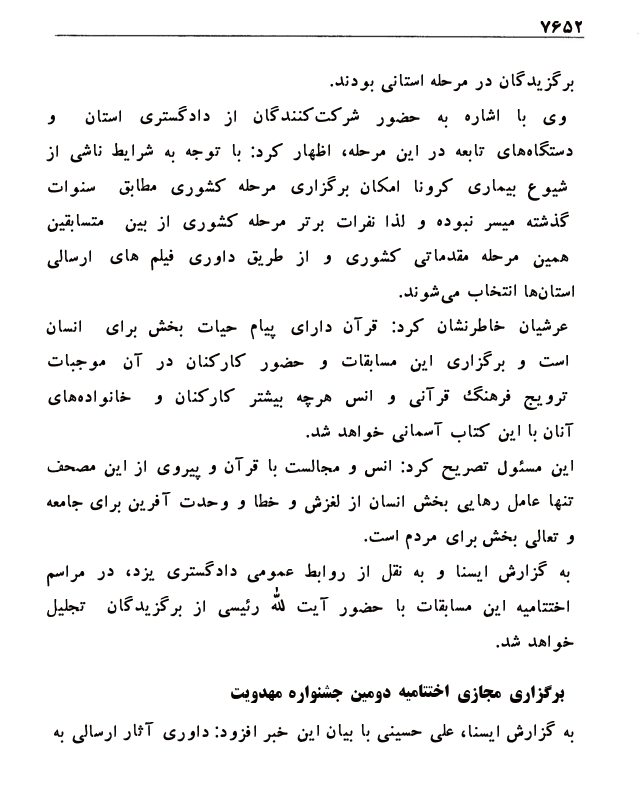 ۷۶۵۲
برگزیدگان در مرحله استانی بودند.
وی با اشاره به حضور شرکت‌کنندگان از دادگستری استان و
دستگاه‌های تابعه در این مرحله، اظهار کرد: با توجه به شرایط ناشی از
شیوع بیماری کرونا امکان برگزاری مرحله کشوری مطابق سنوات
گذشته میسر نبوده و لذا نفرات برتر مرحله کشوری از بین متسابقین
همین مرحله مقدماتی کشوری و از طریق داوری فیلم های ارسالی
استان‌ها انتخاب می‌شوند.
عرشیان خاطرنشان کرد: قرآن دارای پیام حیات بخش برای انسان
است و برگزاری این مسابقات و حضور کارکنان در آن موجبات
ترویج فرهنگ قرآنی و انس هرچه بیشتر کارکنان و خانواده‌های
آنان با این کتاب آسمانی خواهد شد.
این مسئول تصریح کرد: انس و مجالست با قرآن و پیروی از این مصحف
تنها عامل رهایی بخش انسان از لغزش و خطا و وحدت آفرین برای جامعه
و تعالی بخش برای مردم است.
به گزارش ایسنا و به نقل از روابط عمومی دادگستری یزد، در مراسم
اختتامیه این مسابقات با حضور آیت لله رئیسی از برگزیدگان تجلیل
خواهد شد.
برگزاری مجازی اختتامیه دومین جشنواره مهدویت
به گزارش ایسنا، علی حسینی با بیان این خبر افزود: داوری آثار ارسالی به